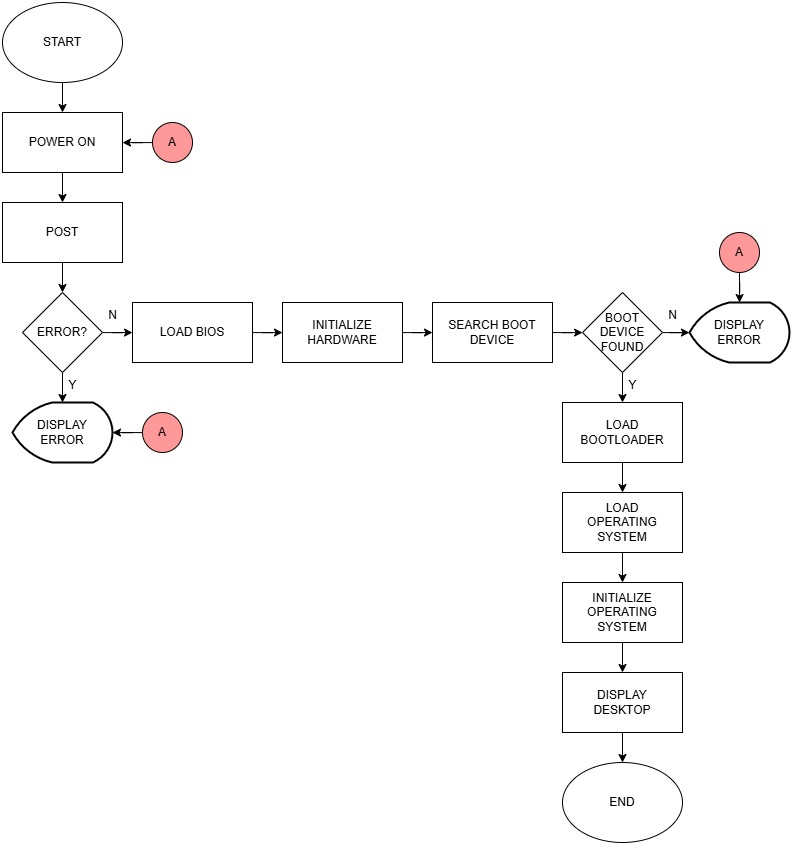 START
POWER ON
A
POST
A
ERROR?
N
LOAD BIOS
INITIALIZE
HARDWARE
SEARCH BOOT
DEVICE
BOOT
DEVICE
FOUND
N
DISPLAY
ERROR
Y
DISPLAY
ERROR
A
Y
LOAD
BOOTLOADER
LOAD
OPERATING
SYSTEM
INITIALIZE
OPERATING
SYSTEM
DISPLAY
DESKTOP
END